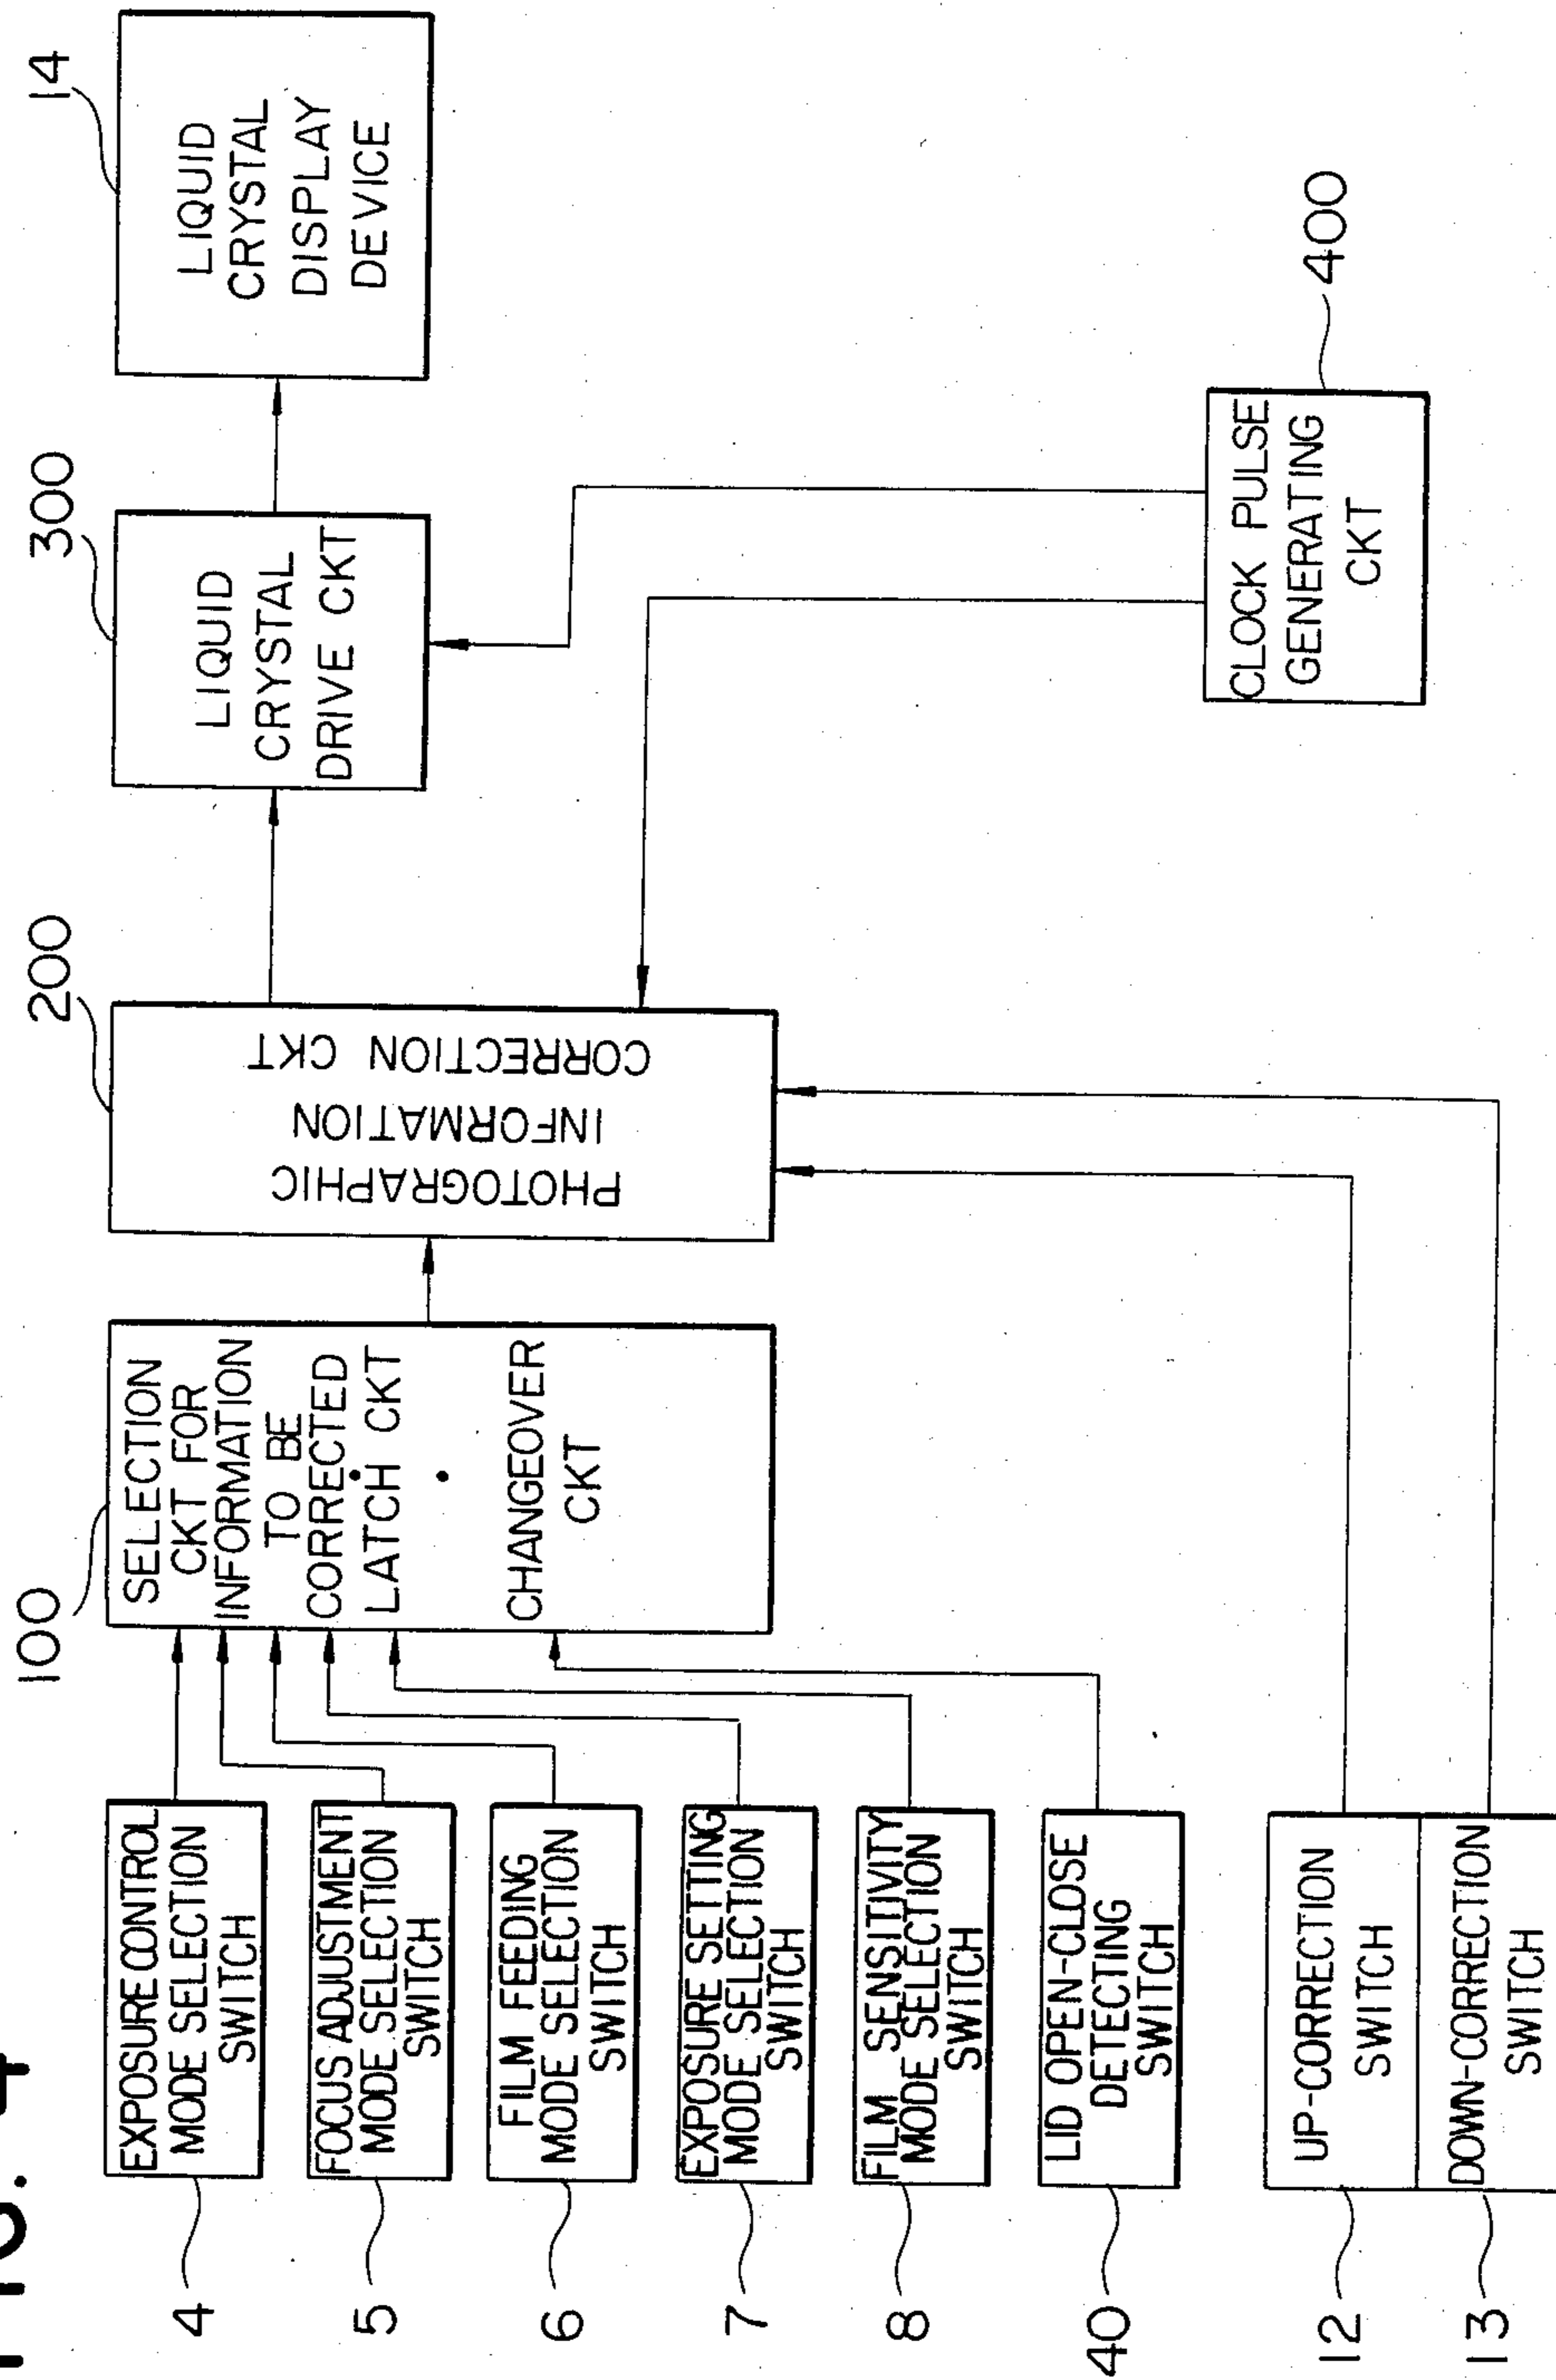 FIG. 4
4
EXPOSURE CONTROL
MODE SELECTION
SWITCH
5
FOCUS ADJUSTMENT
MODE SELECTION
SWITCH
6
FILM FEEDING
MODE SELECTION
SWITCH
7
EXPOSURE SETTING
MODE SELECTION
SWITCH
8
FILM SENSITIVITY
MODE SELECTION
SWITCH
40
LID OPEN-CLOSE
DETECTING
SWITCH
12
UP-CORRECTION
SWITCH
13
DOWN-CORRECTION
SWITCH
100
SELECTION
CKT FOR
INFORMATION
TO BE
CORRECTED
LATCH CKT
CHANGEOVER
CKT
200
PHOTOGRAPHIC
INFORMATION
CORRECTION CKT
300
LIQUID
CRYSTAL
DRIVE CKT
14
LIQUID
CRYSTAL
DISPLAY
DEVICE
400
CLOCK PULSE
GENERATING
CKT